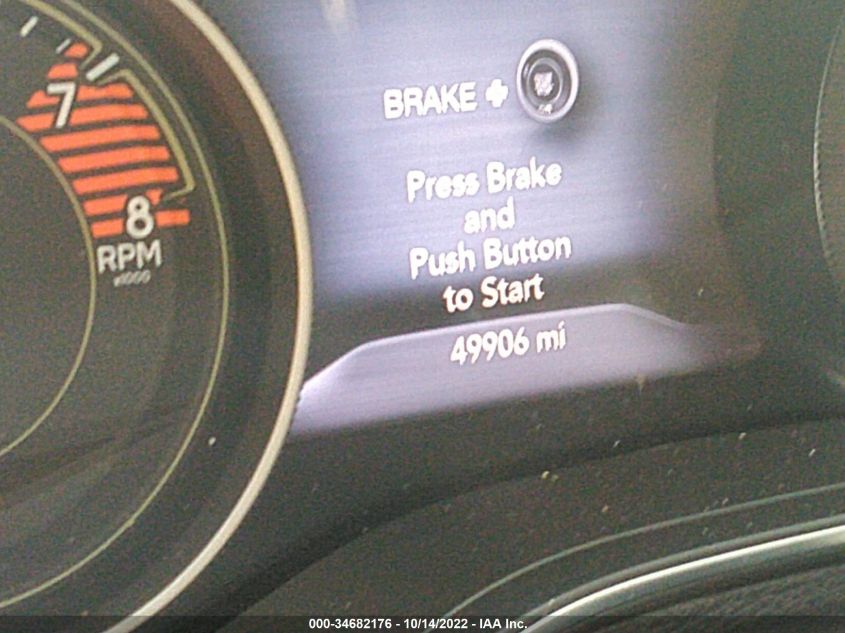 7
8
RPM
x1000
BRAKE +
Press Brake
and
Push Button
to Start
49906 mi
000-34682176 - 10/14/2022 - IAA Inc.